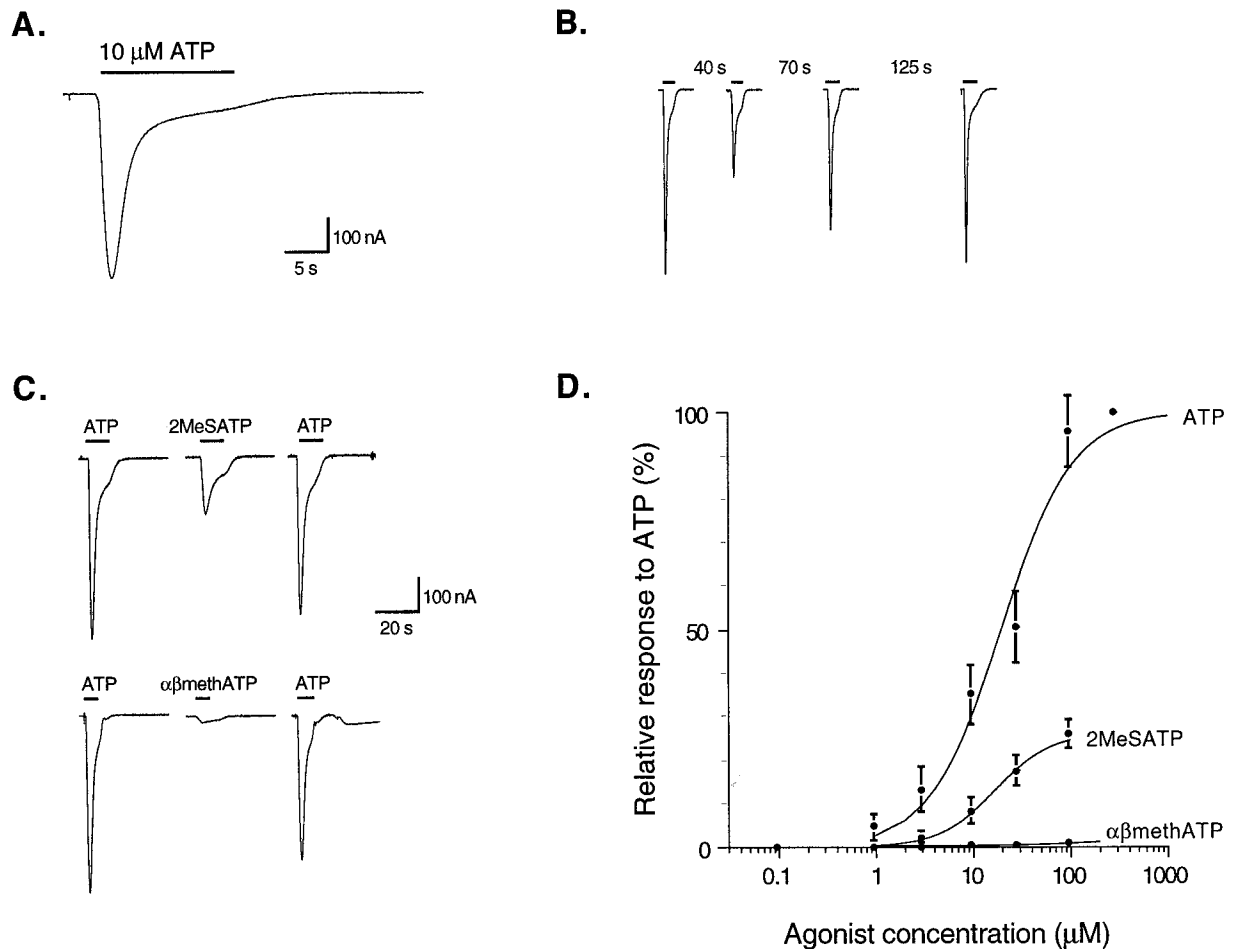 A.
10 µM ATP
100 nA
5 s
B.
40 s
70 s
125 s
C.
ATP
2MeSATP
ATP
100 nA
20 s
ATP
αβmethATP
ATP
D.
Relative response to ATP (%)
100
50
0
ATP
2MeSATP
αβmethATP
0.1
1
10
100
1000
Agonist concentration (µM)